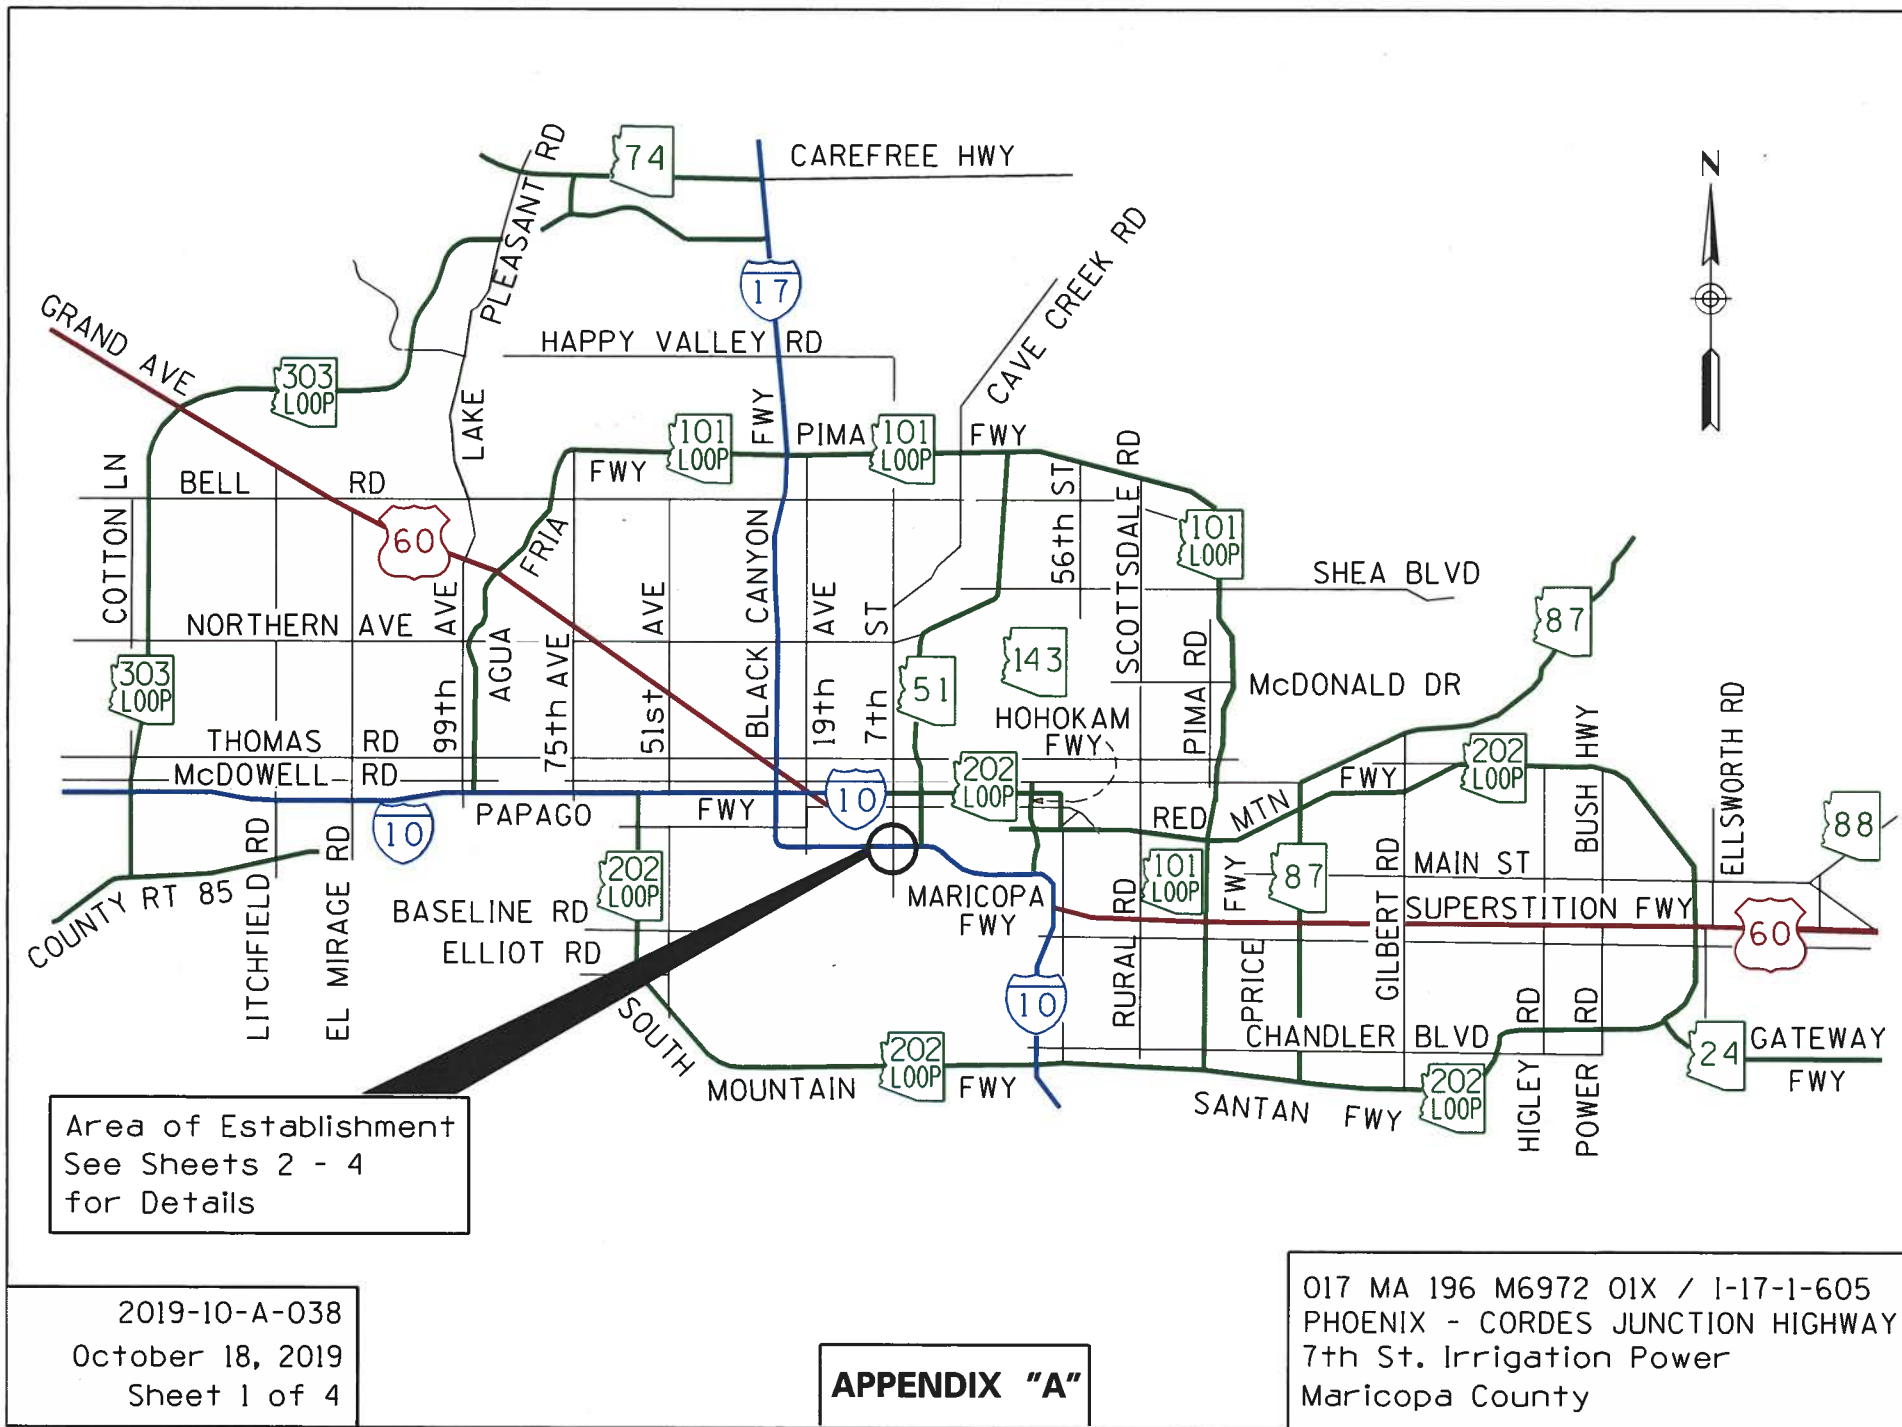 N
74
CAREFREE HWY
LAKE PLEASANT RD
17
CAVE CREEK RD
GRAND AVE
HAPPY VALLEY RD
303
LOOP
101
LOOP
PIMA
101
LOOP
FWY
AGUA FRIA FWY
BLACK CANYON FWY
BELL RD
COTTON LN
60
56th ST
SCOTTSDALE RD
101
LOOP
SHEA BLVD
87
NORTHERN AVE
99th AVE
75th AVE
51st AVE
19th AVE
7th ST
143
51
HOHOKAM
FWY
PIMA RD
McDONALD DR
303
LOOP
THOMAS RD
McDOWELL RD
202
LOOP
202
LOOP
BUSH HWY
ELLSWORTH RD
10
PAPAGO FWY
10
RED MTN FWY
88
COUNTY RT 85
LITCHFIELD RD
EL MIRAGE RD
202
LOOP
BASELINE RD
ELLIOT RD
MARICOPA
FWY
101
LOOP
87
MAIN ST
SUPERSTITION FWY
60
RURAL RD
PRICE FWY
GILBERT RD
10
CHANDLER BLVD
HIGLEY RD
POWER RD
24
GATEWAY
FWY
SOUTH MOUNTAIN
202
LOOP
FWY
SANTAN FWY
202
LOOP
Area of Establishment
See Sheets 2 - 4
for Details
2019-10-A-038
October 18, 2019
Sheet 1 of 4
APPENDIX "A"
017 MA 196 M6972 01X / I-17-1-605
PHOENIX - CORDES JUNCTION HIGHWAY
7th St. Irrigation Power
Maricopa County